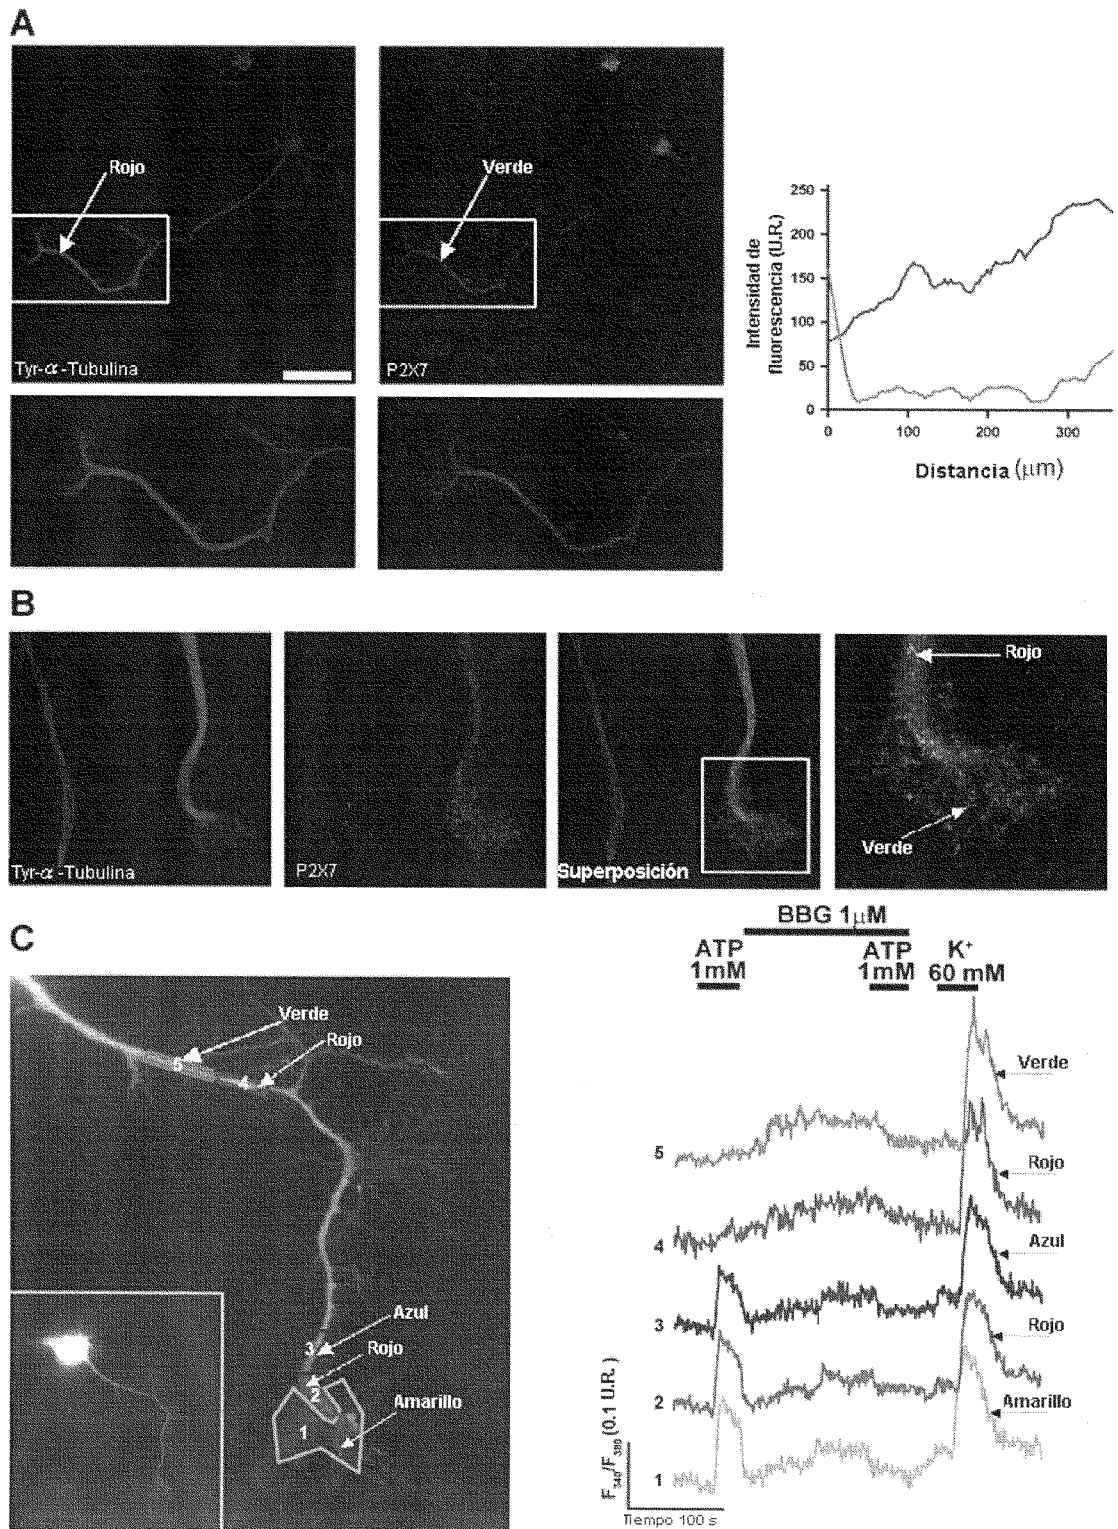 A
Rojo
Verde
Tyr-α-Tubulina
P2X7
Intensidad de
fluorescencia (U.R.)
250
200
150
100
50
0
0 100 200 300
Distancia (μm)
B
Tyr-α-Tubulina
P2X7
Superposición
Rojo
Verde
C
Verde
Rojo
5
4
Azul
3
Rojo
2
Amarillo
1
BBG 1μM
ATP
1mM
ATP
1mM
K⁺
60 mM
Verde
5
Rojo
4
Azul
3
Rojo
2
Amarillo
1
F340/F380 (0.1 U.R.)
Tiempo 100 s